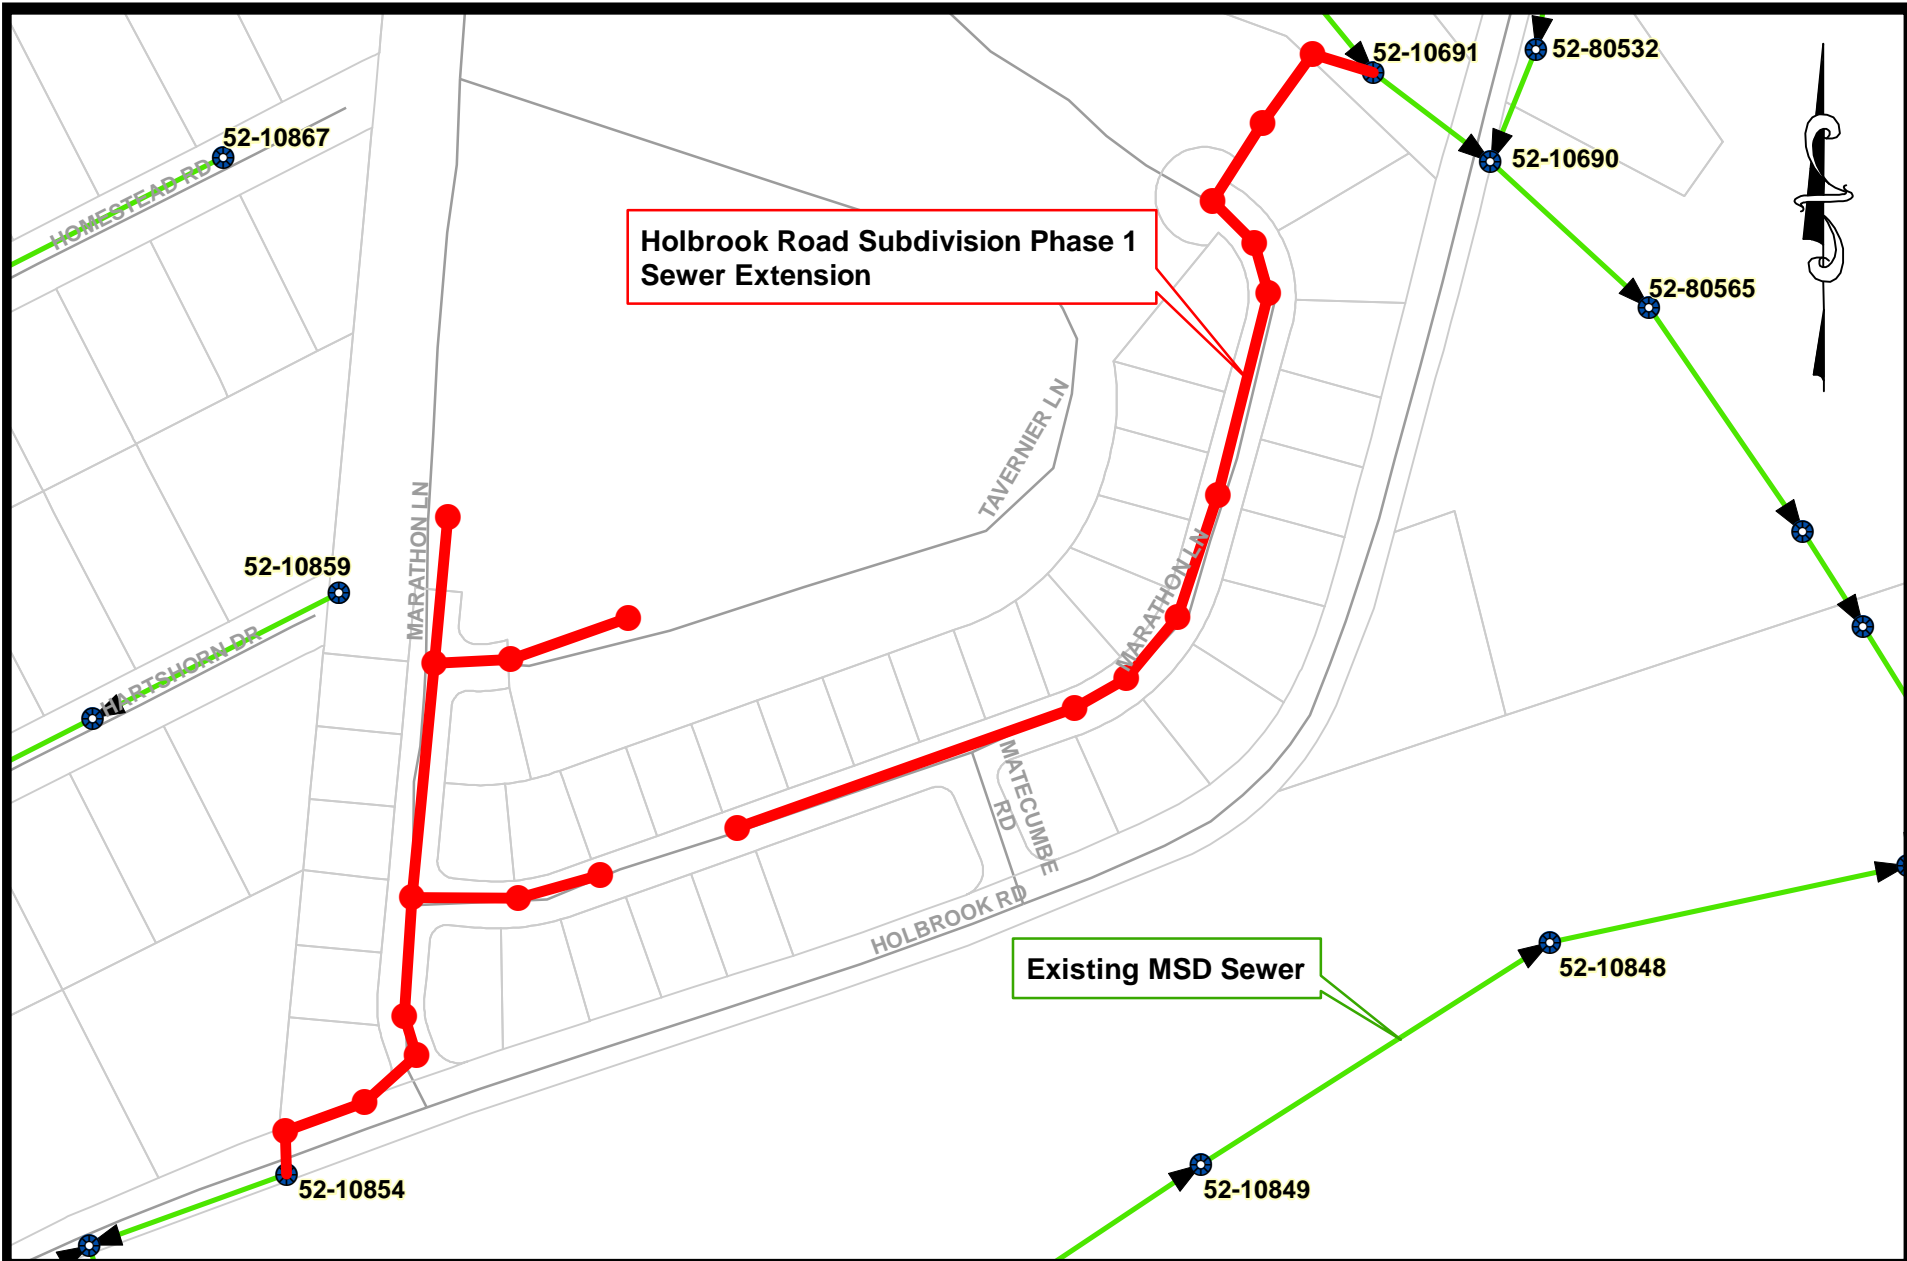 52-10691
52-80532
52-10867
52-10690
HOMESTEAD RD
Holbrook Road Subdivision Phase 1
Sewer Extension
52-80565
TAVERNIER LN
MARATHON LN
52-10859
MARATHON LN
HARTSHORN DR
MATECUMBE
RD
HOLBROOK RD
Existing MSD Sewer
52-10848
52-10854
52-10849